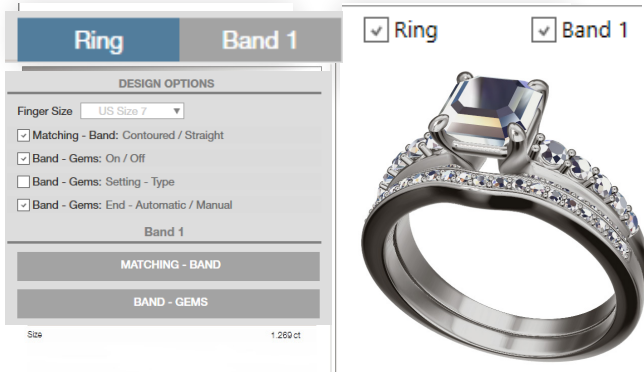 Ring Band 1
DESIGN OPTIONS
Finger Size US Size 7
Matching - Band: Contoured / Straight
Band - Gems: On / Off
Band - Gems: Setting - Type
Band - Gems: End - Automatic / Manual
Band 1
MATCHING - BAND
BAND - GEMS
Size 1.269 ct
Ring Band 1